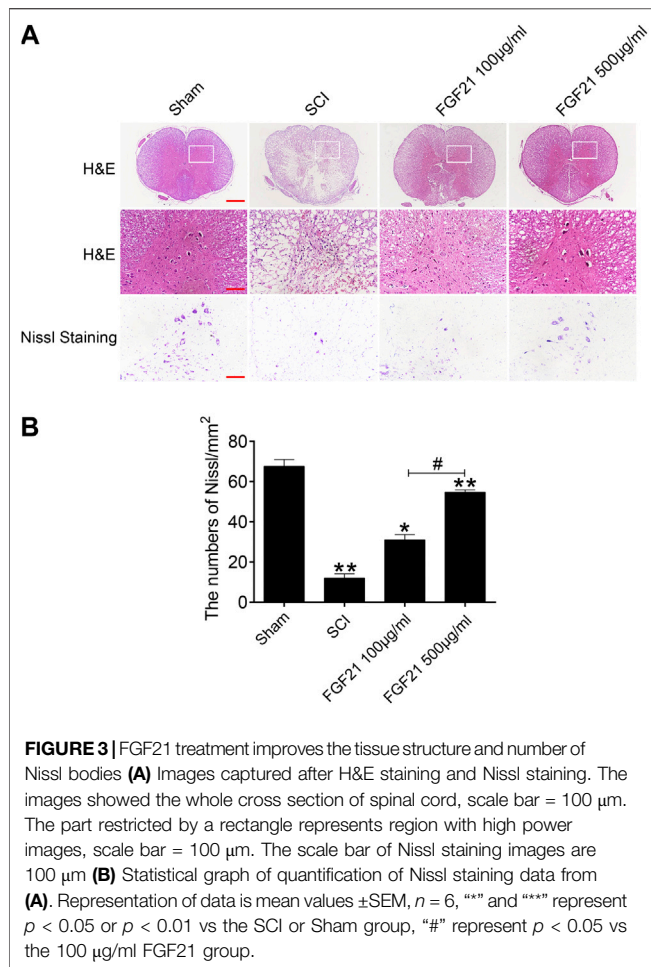 A
Sham
SCI
FGF21 100µg/ml
FGF21 500µg/ml
H&E
H&E
Nissl Staining
B
The numbers of Nissl/mm²
80
60
40
20
0
**
*
#
**
Sham
SCI
FGF21 100µg/ml
FGF21 500µg/ml
FIGURE 3 | FGF21 treatment improves the tissue structure and number of
Nissl bodies (A) Images captured after H&E staining and Nissl staining. The
images showed the whole cross section of spinal cord, scale bar = 100 μm.
The part restricted by a rectangle represents region with high power
images, scale bar = 100 μm. The scale bar of Nissl staining images are
100 μm (B) Statistical graph of quantification of Nissl staining data from
(A). Representation of data is mean values ±SEM, n = 6, “*” and “**” represent
p < 0.05 or p < 0.01 vs the SCI or Sham group, “#” represent p < 0.05 vs
the 100 μg/ml FGF21 group.